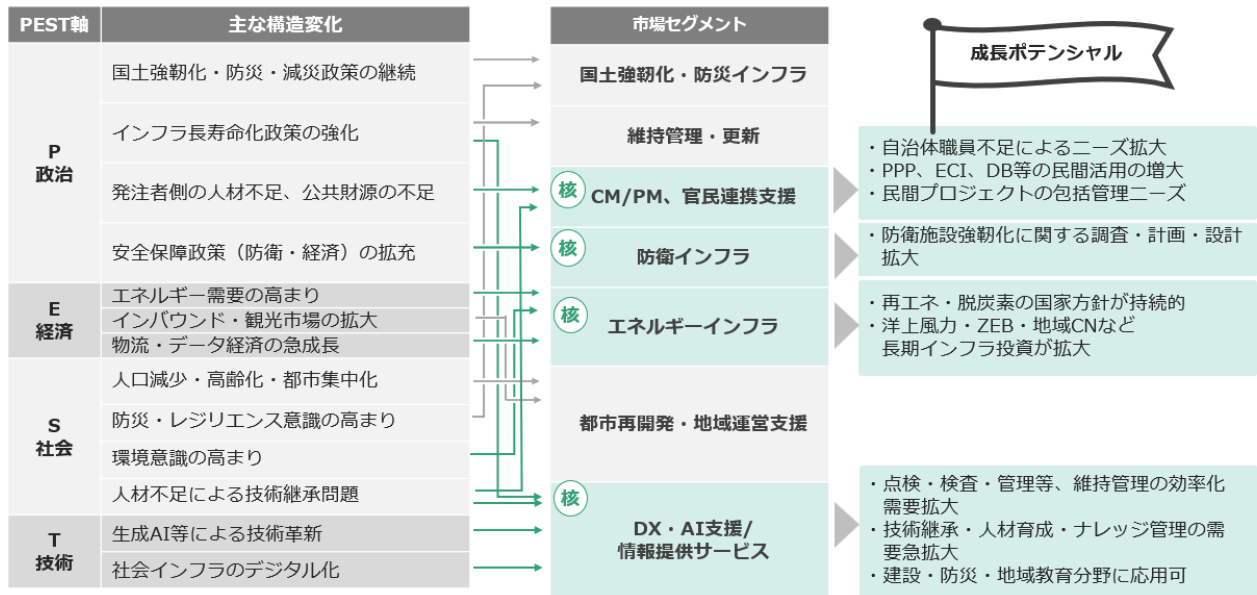 PEST軸
主な構造変化
市場セグメント
成長ポテンシャル
P
政治
国土強靭化・防災・減災政策の継続
インフラ長寿命化政策の強化
発注者側の人材不足、公共財源の不足
安全保障政策（防衛・経済）の拡充
E
経済
エネルギー需要の高まり
インバウンド・観光市場の拡大
物流・データ経済の急成長
S
社会
人口減少・高齢化・都市集中化
防災・レジリエンス意識の高まり
環境意識の高まり
人材不足による技術継承問題
T
技術
生成AI等による技術革新
社会インフラのデジタル化
国土強靭化・防災インフラ
維持管理・更新
核
CM/PM、官民連携支援
核
防衛インフラ
核
エネルギーインフラ
都市再開発・地域運営支援
核
DX・AI支援/
情報提供サービス
・自治体職員不足によるニーズ拡大
・PPP、ECI、DB等の民間活用の増大
・民間プロジェクトの包括管理ニーズ
・防衛施設強靭化に関する調査・計画・設計
拡大
・再エネ・脱炭素の国家方針が持続的
・洋上風力・ZEB・地域CNなど
長期インフラ投資が拡大
・点検・検査・管理等、維持管理の効率化
需要拡大
・技術継承・人材育成・ナレッジ管理の需
要急拡大
・建設・防災・地域教育分野に応用可